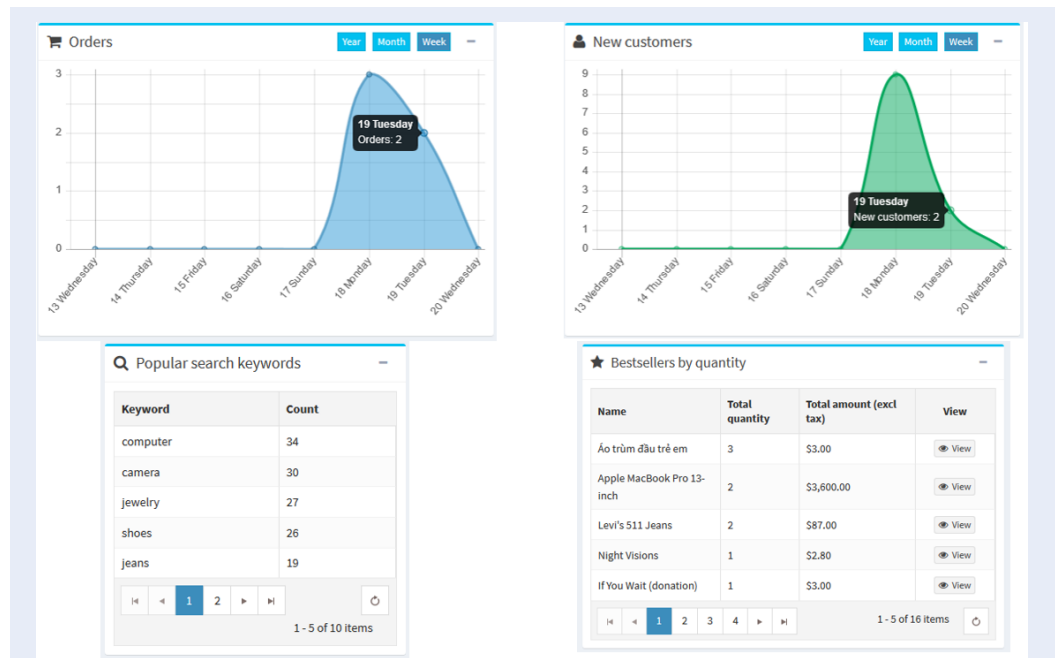 Orders
Year Month Week
3
2
1
0
19 Tuesday
Orders: 2
13 Wednesday
14 Thursday
15 Friday
16 Saturday
17 Sunday
18 Monday
19 Tuesday
20 Wednesday
New customers
Year Month Week
9
8
7
6
5
4
3
2
1
0
19 Tuesday
New customers: 2
13 Wednesday
14 Thursday
15 Friday
16 Saturday
17 Sunday
18 Monday
19 Tuesday
20 Wednesday
Popular search keywords
Keyword Count
computer 34
camera 30
jewelry 27
shoes 26
jeans 19
1 2
1 - 5 of 10 items
Bestsellers by quantity
Name Total quantity Total amount (excl tax) View
Áo trùm đầu trẻ em 3 $3.00 View
Apple MacBook Pro 13-
inch 2 $3,600.00 View
Levi's 511 Jeans 2 $87.00 View
Night Visions 1 $2.80 View
If You Wait (donation) 1 $3.00 View
1 2 3 4
1 - 5 of 16 items